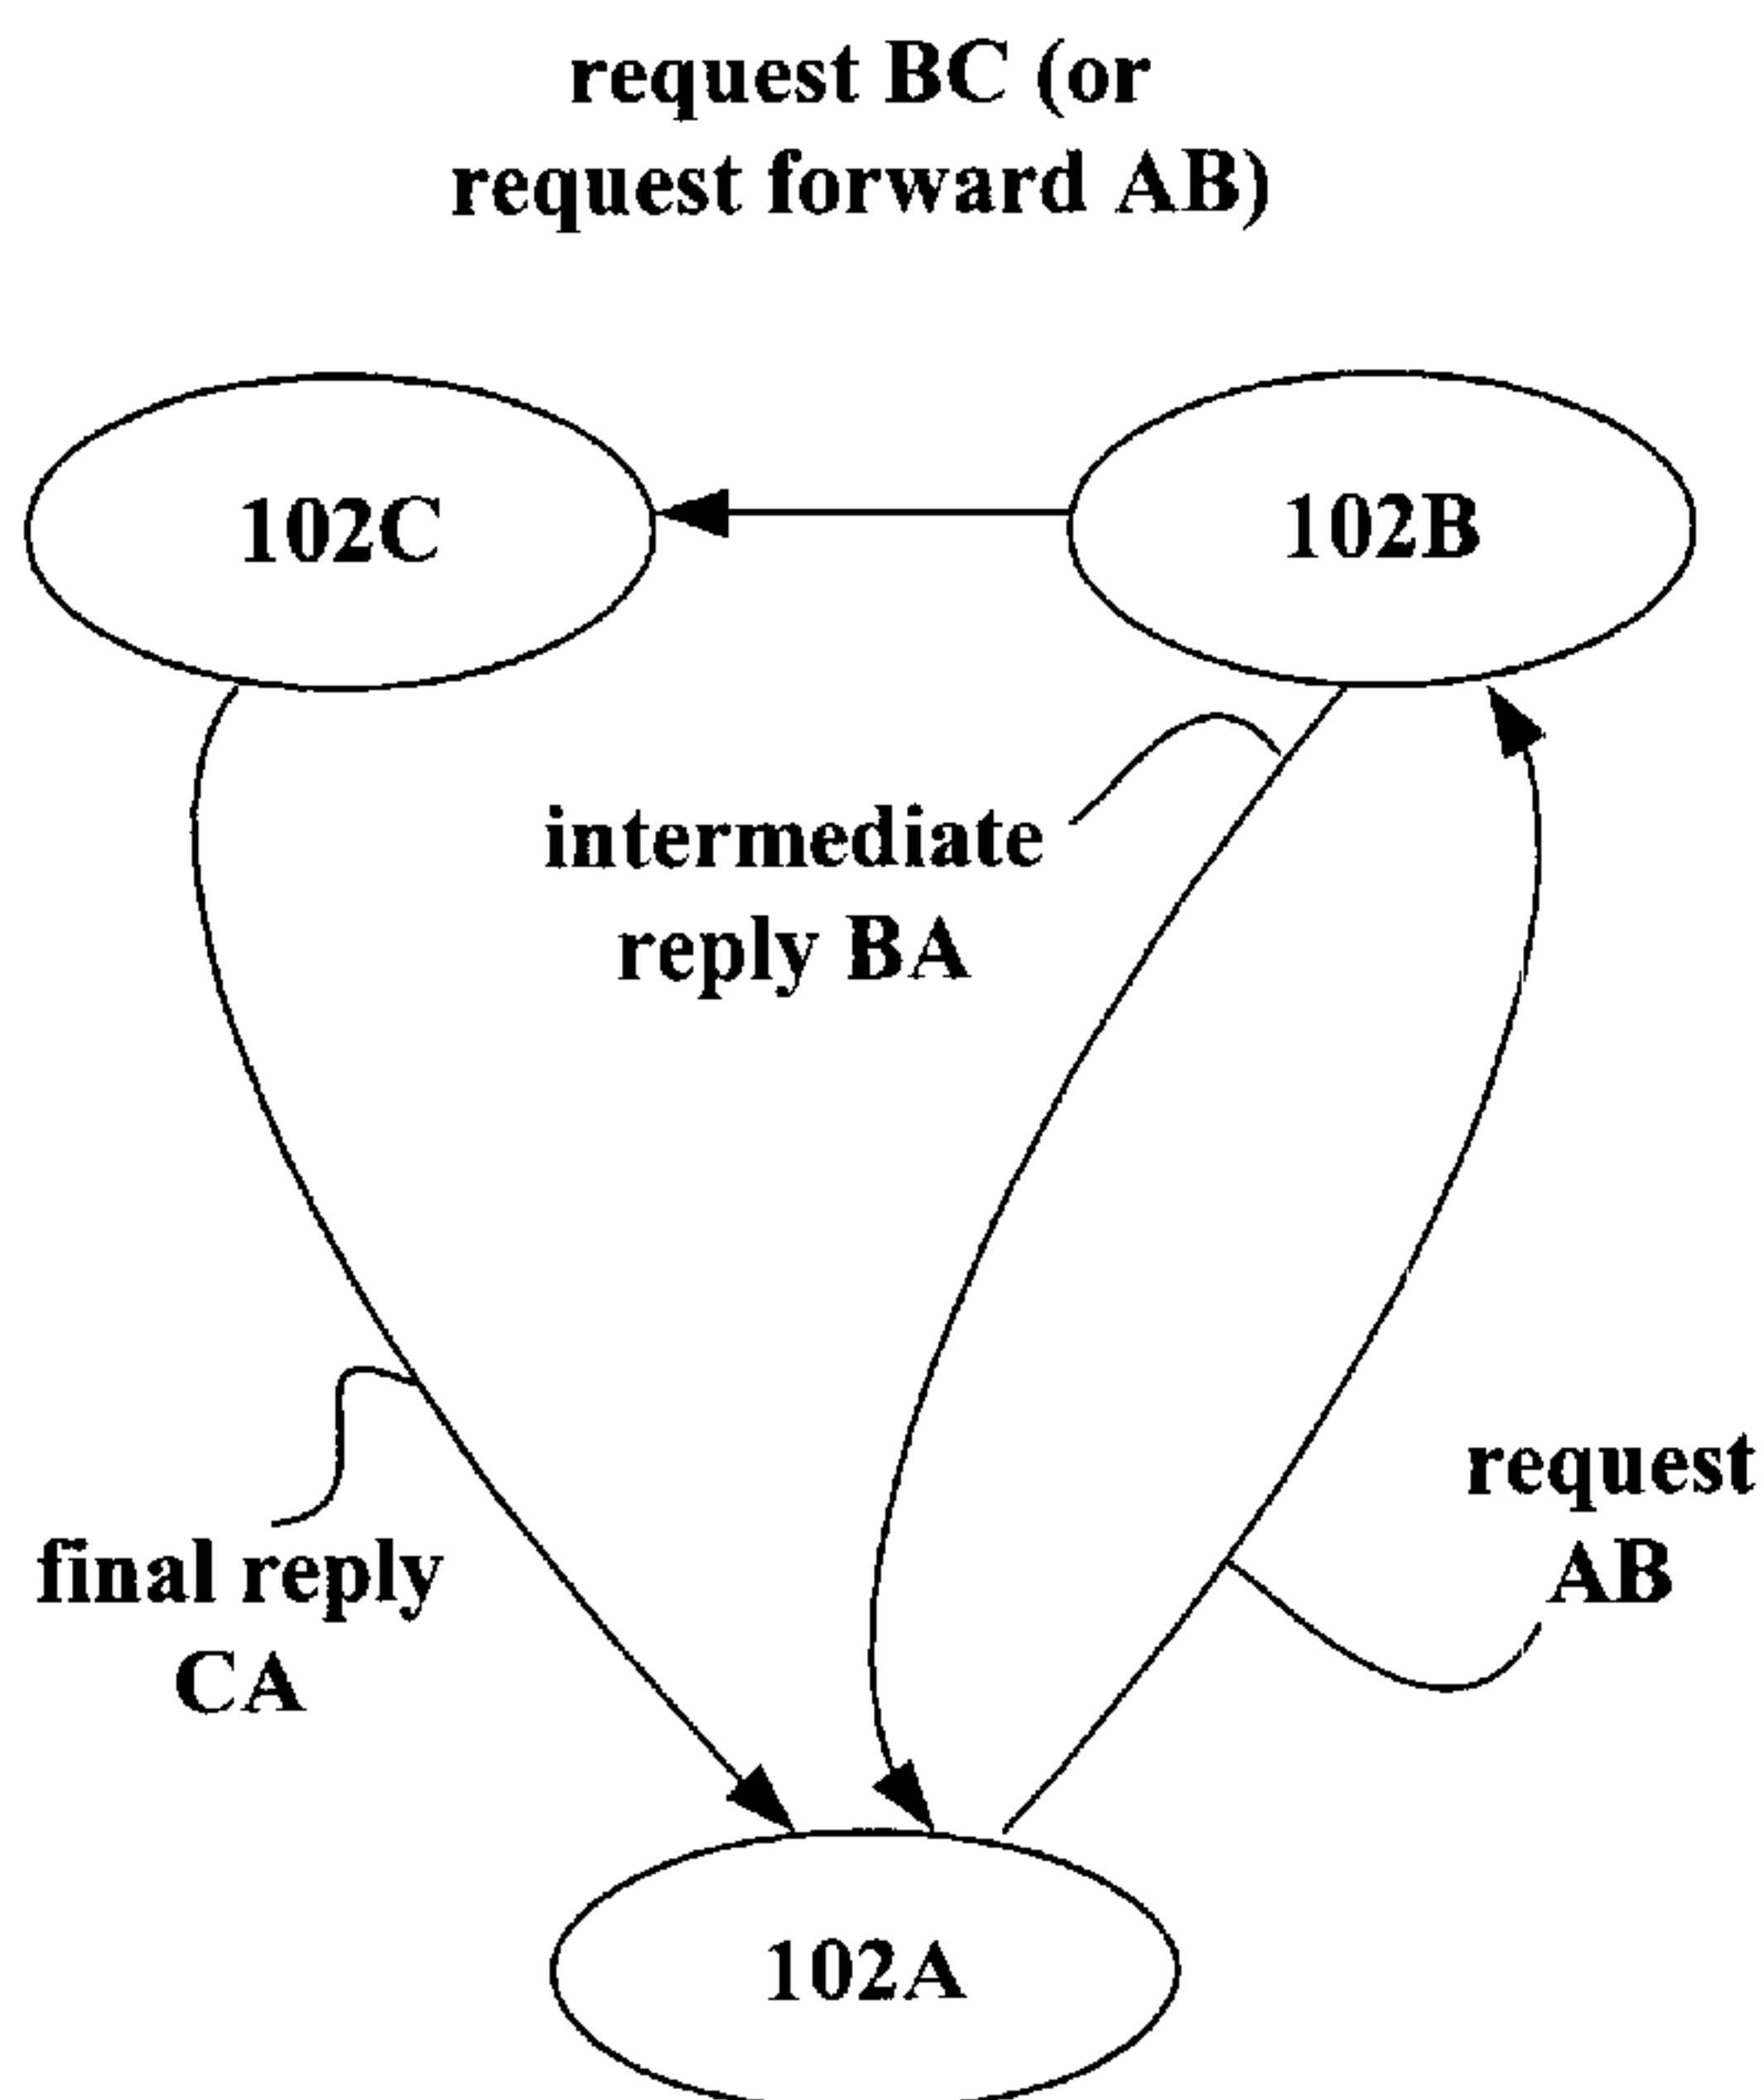 request BC (or
request forward AB)
102C
102B
intermediate
reply BA
request
AB
final reply
CA
102A